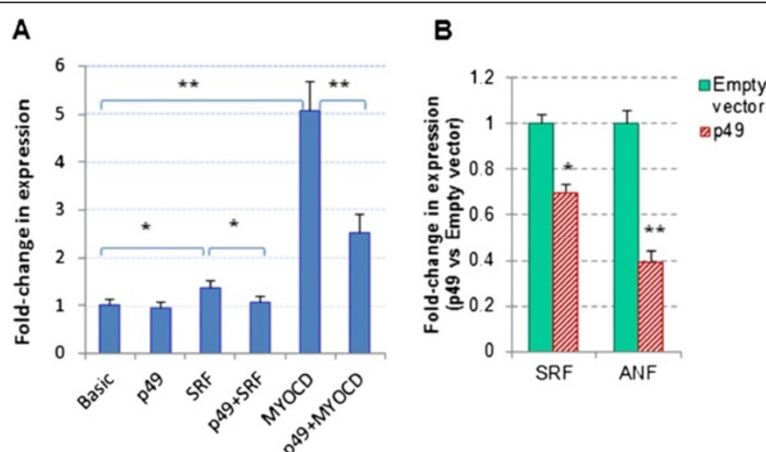 A
Fold-change in expression
6
5
4
3
2
1
0
**
**
*
*
Basic
p49
SRF
p49+SRF
MYOCD
p49+MYOCD
B
Fold-change in expression
(p49 vs Empty vector)
1.2
1
0.8
0.6
0.4
0.2
0
*
**
SRF
ANF
Empty
vector
p49